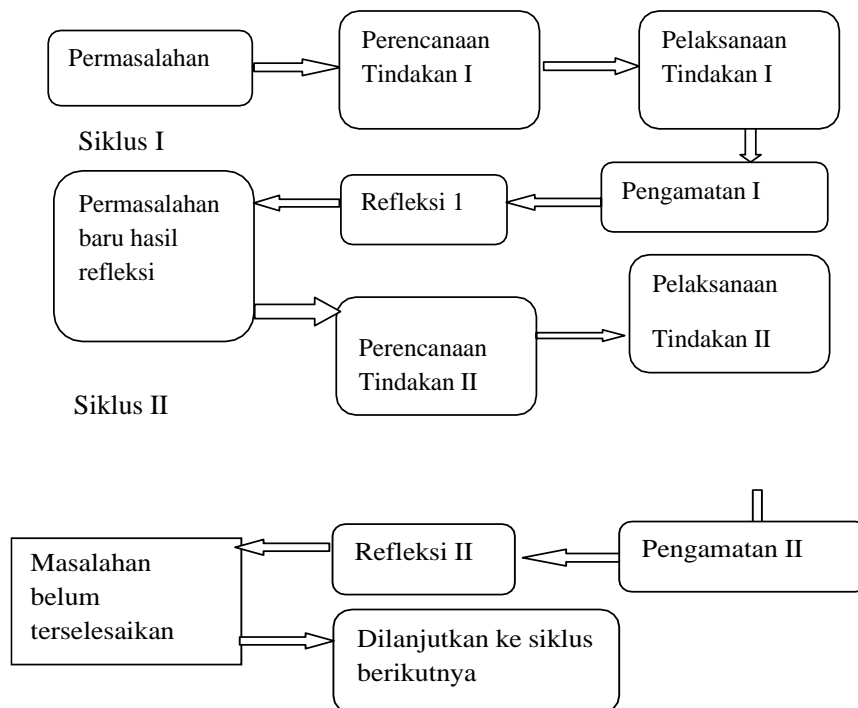 Permasalahan
Perencanaan
Tindakan I
Pelaksanaan
Tindakan I
Siklus I
Pengamatan I
Refleksi 1
Permasalahan
baru hasil
refleksi
Perencanaan
Tindakan II
Pelaksanaan
Tindakan II
Siklus II
Pengamatan II
Refleksi II
Masalahan
belum
terselesaikan
Dilanjutkan ke siklus
berikutnya